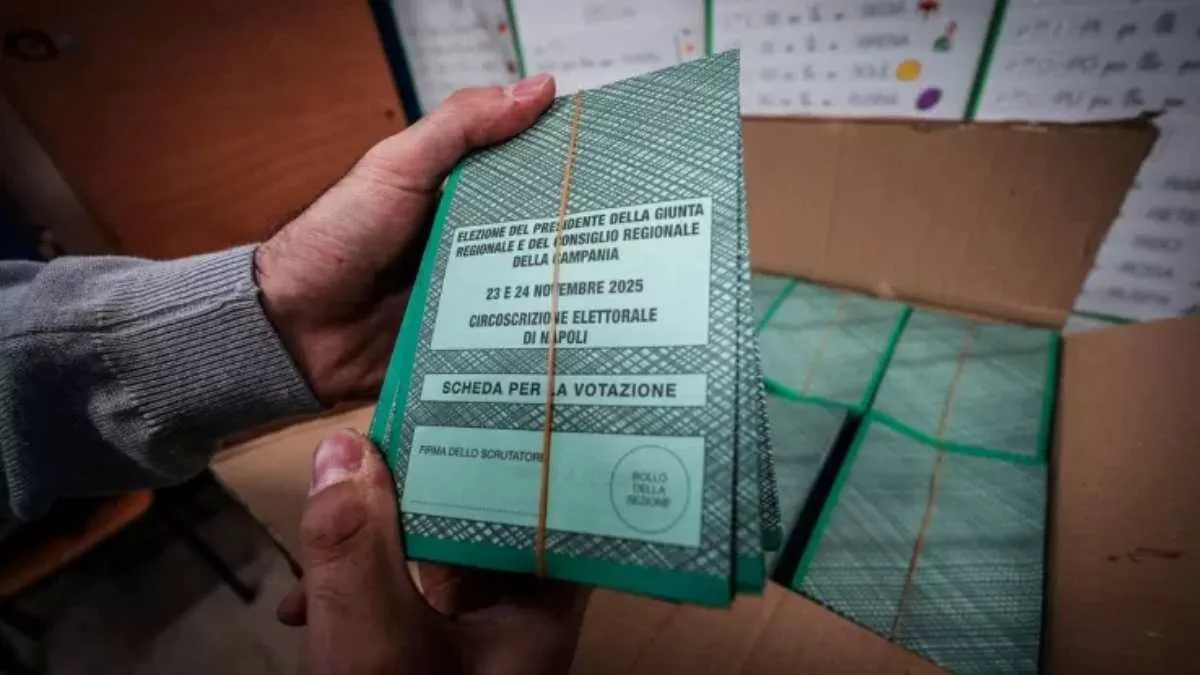 ELEZIONE DEL PRESIDENTE DELLA GIUNTA
REGIONALE E DEL CONSIGLIO REGIONALE
DELLA CAMPANIA
23 E 24 NOVEMBRE 2025
CIRCOSCRIZIONE ELETTORALE
DI NAPOLI
SCHEDA PER LA VOTAZIONE
FIRMA DELLO SCRUTATORE
BOLLO
DELLA
SEZIONE